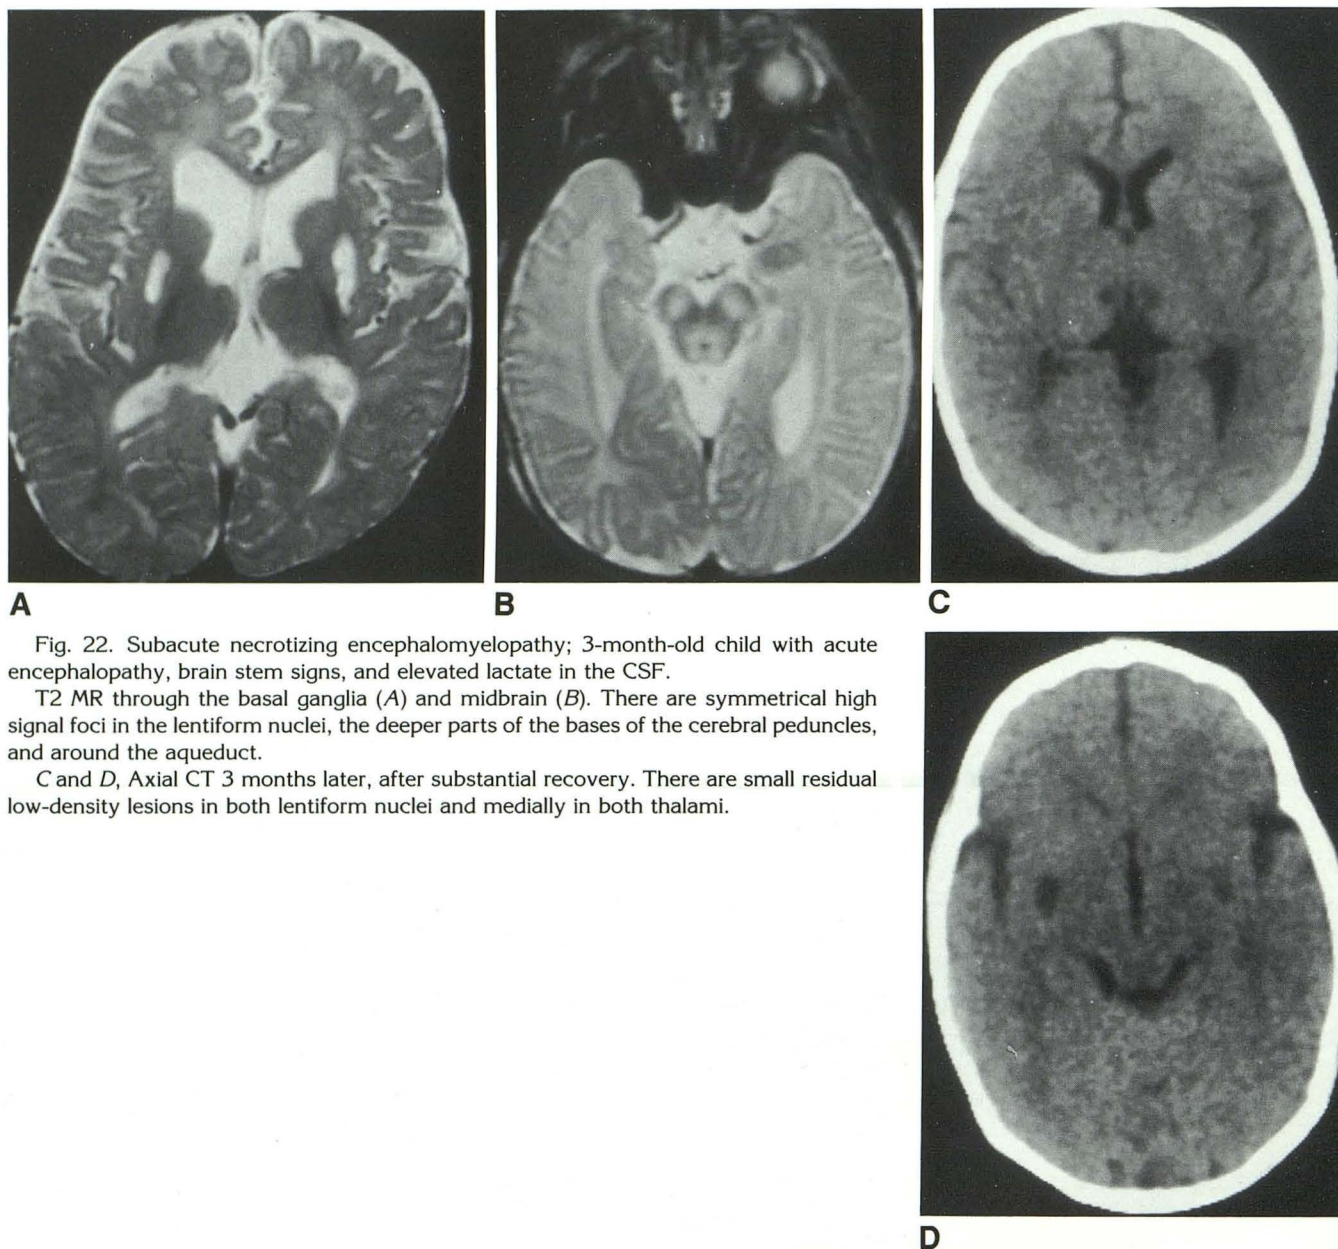 A
B
C
Fig. 22. Subacute necrotizing encephalomyelopathy; 3-month-old child with acute
encephalopathy, brain stem signs, and elevated lactate in the CSF.
T2 MR through the basal ganglia (A) and midbrain (B). There are symmetrical high
signal foci in the lentiform nuclei, the deeper parts of the bases of the cerebral peduncles,
and around the aqueduct.
C and D, Axial CT 3 months later, after substantial recovery. There are small residual
low-density lesions in both lentiform nuclei and medially in both thalami.
D